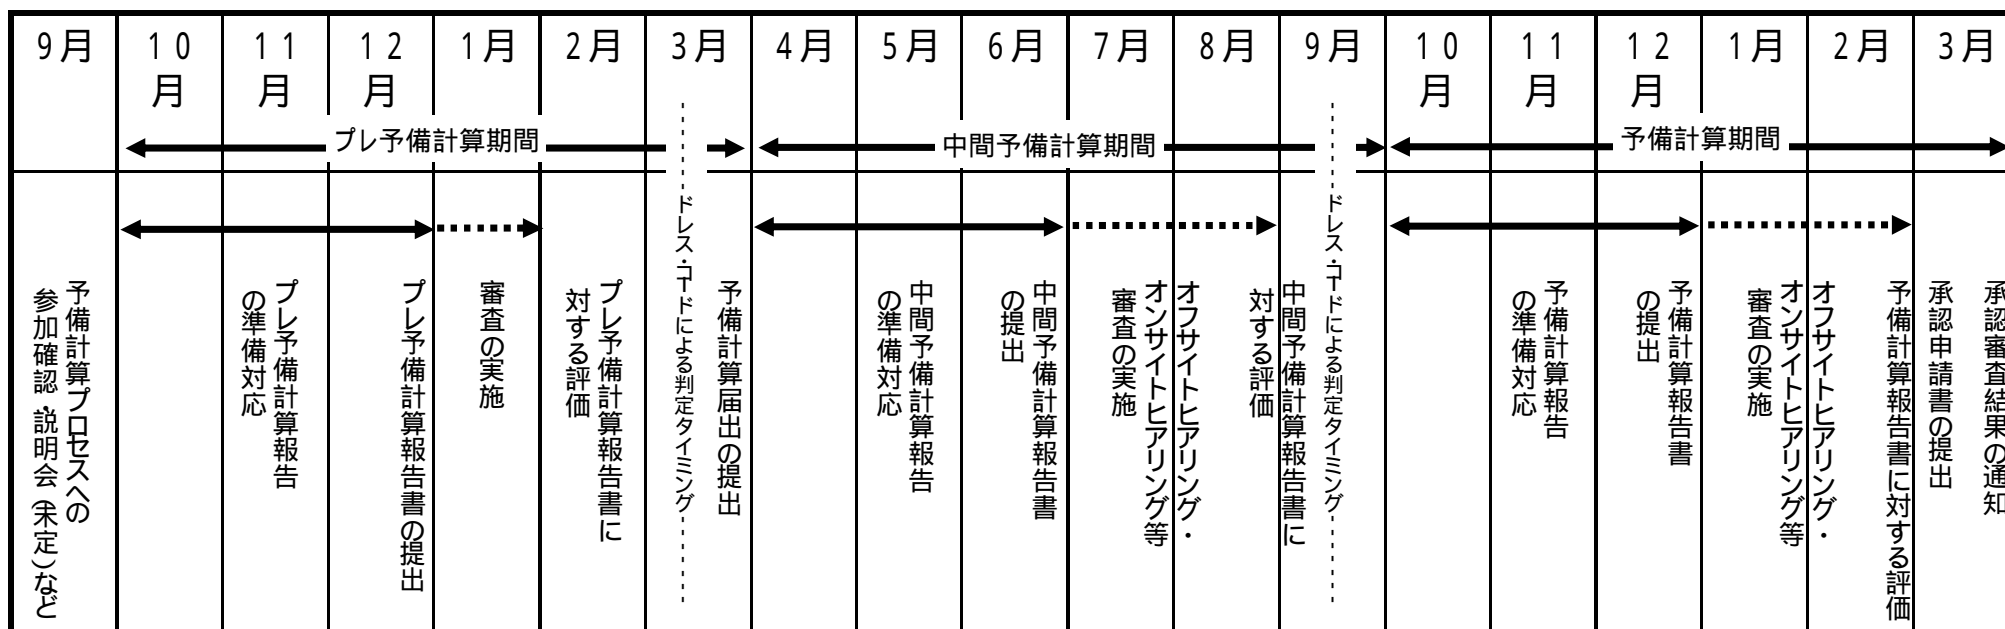 9月
10
月
11
月
12
月
1月
2月
3月
4月
5月
6月
7月
8月
9月
10
月
11
月
12
月
1月
2月
3月
プレ予備計算期間
中間予備計算期間
予備計算期間
予備計算プロセスへの
参加確認、説明会(未定)など
プレ予備計算報告
の準備対応
プレ予備計算報告書の提出
審査の実施
プレ予備計算報告書に
対する評価
ドレス・コードによる判定タイミング
予備計算届出の提出
中間予備計算報告
の準備対応
中間予備計算報告書
の提出
オフサイトヒアリング・
オンサイトヒアリング等
審査の実施
中間予備計算報告書に
対する評価
ドレス・コードによる判定タイミング
予備計算報告
の準備対応
予備計算報告書
の提出
オフサイトヒアリング・
オンサイトヒアリング等
審査の実施
予備計算報告書に対する評価
承認申請書の提出
承認審査結果の通知